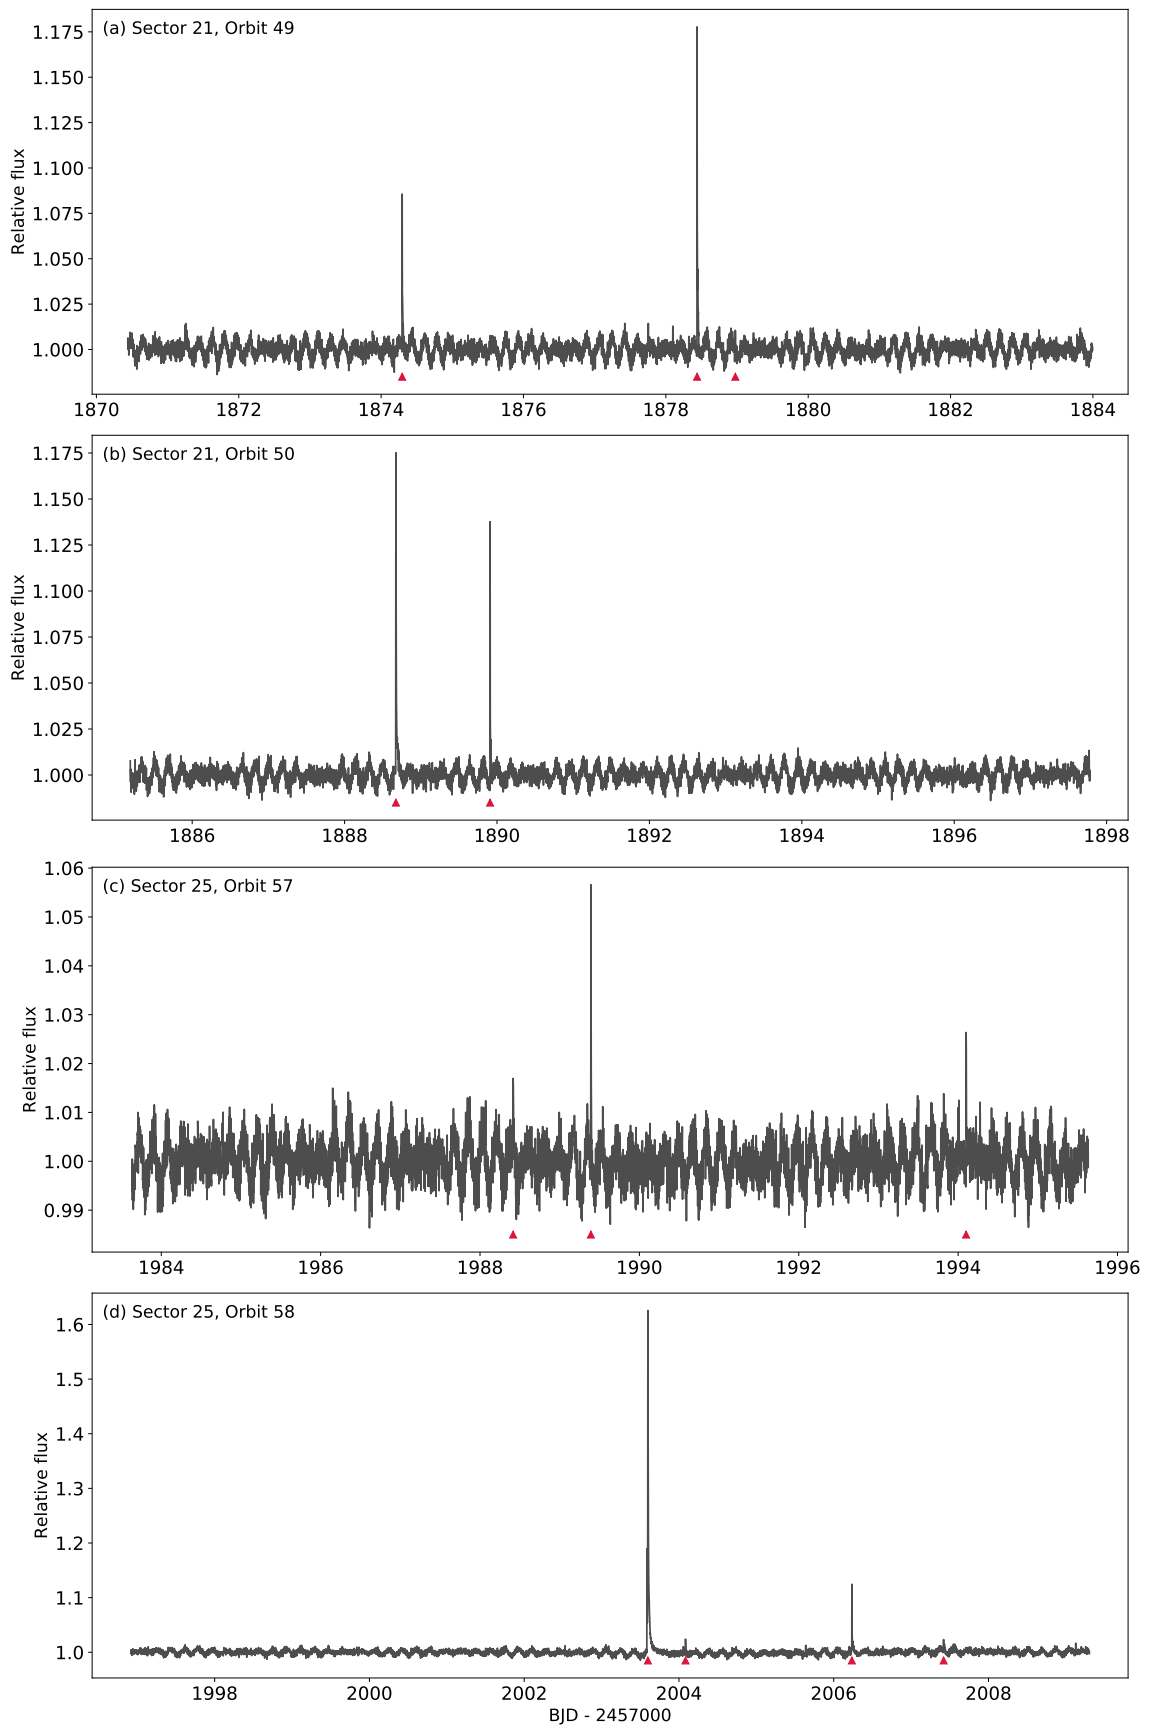 (a) Sector 21, Orbit 49
Relative flux
1.175
1.150
1.125
1.100
1.075
1.050
1.025
1.000
1870 1872 1874 1876 1878 1880 1882 1884
(b) Sector 21, Orbit 50
Relative flux
1.175
1.150
1.125
1.100
1.075
1.050
1.025
1.000
1886 1888 1890 1892 1894 1896 1898
(c) Sector 25, Orbit 57
Relative flux
1.06
1.05
1.04
1.03
1.02
1.01
1.00
0.99
1984 1986 1988 1990 1992 1994 1996
(d) Sector 25, Orbit 58
Relative flux
1.6
1.5
1.4
1.3
1.2
1.1
1.0
1998 2000 2002 2004 2006 2008
BJD - 2457000